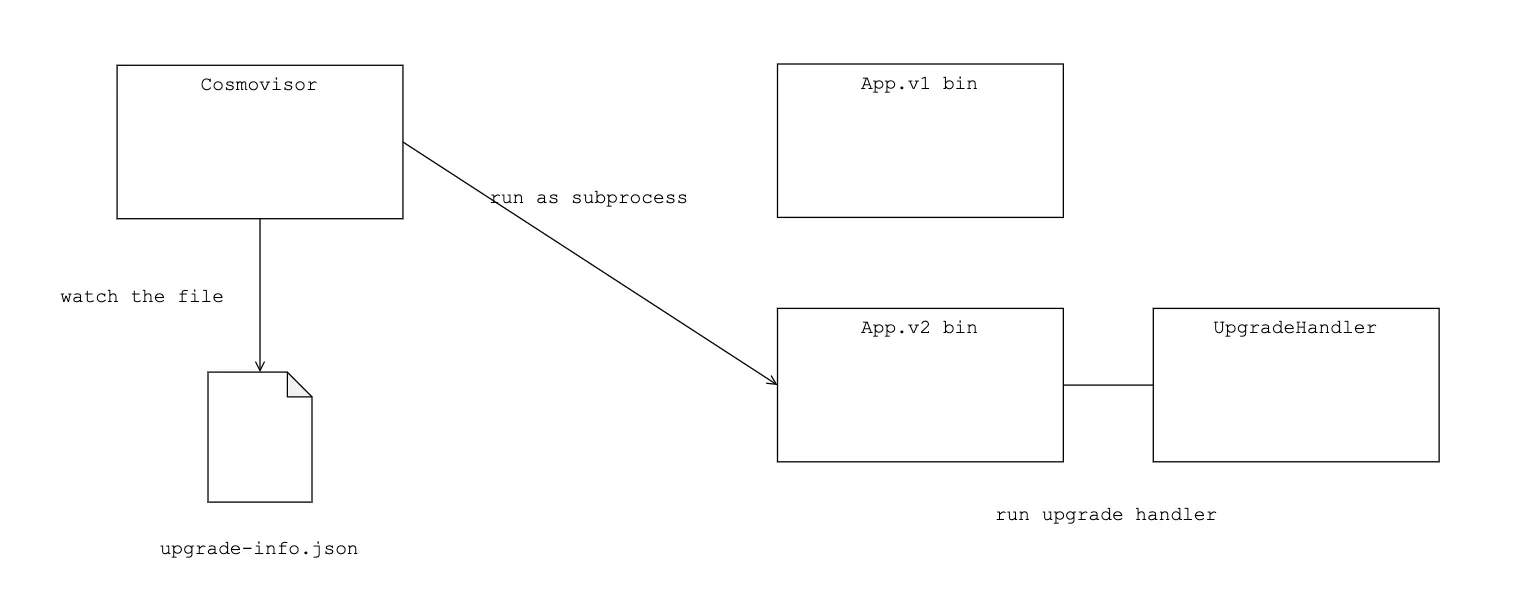 Cosmovisor
App.v1 bin
run as subprocess
watch the file
App.v2 bin
UpgradeHandler
run upgrade handler
upgrade-info.json